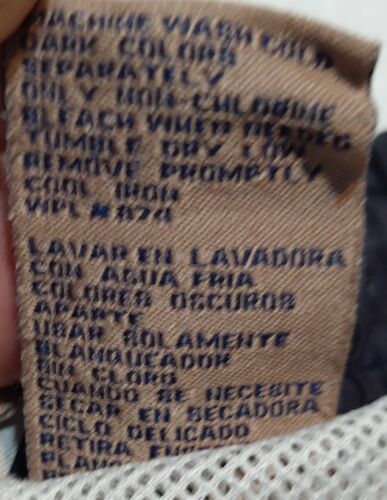 MACHINE WASH COLD
DARK COLORS
SEPARATELY
ONLY NON-CHLORINE
BLEACH WHEN NEEDED
TUMBLE DRY LOW
REMOVE PROMPTLY
COOL IRON
WPL # 874
LAVAR EN LAVADORA
CON AGUA FRIA
COLORES OSCUROS
APARTE
USAR SOLAMENTE
BLANQUEADOR
SIN CLORO
CUANDO SE NECESITE
SECAR EN SECADORA
CICLO DELICADO
RETIRA